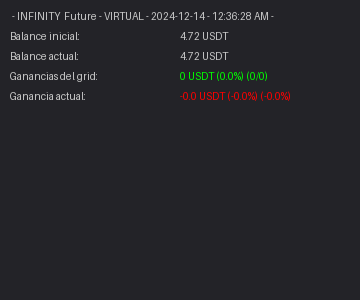 - INFINITY Future - VIRTUAL - 2024-12-14 - 12:36:28 AM -
Balance inicial: 4.72 USDT
Balance actual: 4.72 USDT
Ganancias del grid: 0 USDT (0.0%) (0/0)
Ganancia actual: -0.0 USDT (-0.0%) (-0.0%)